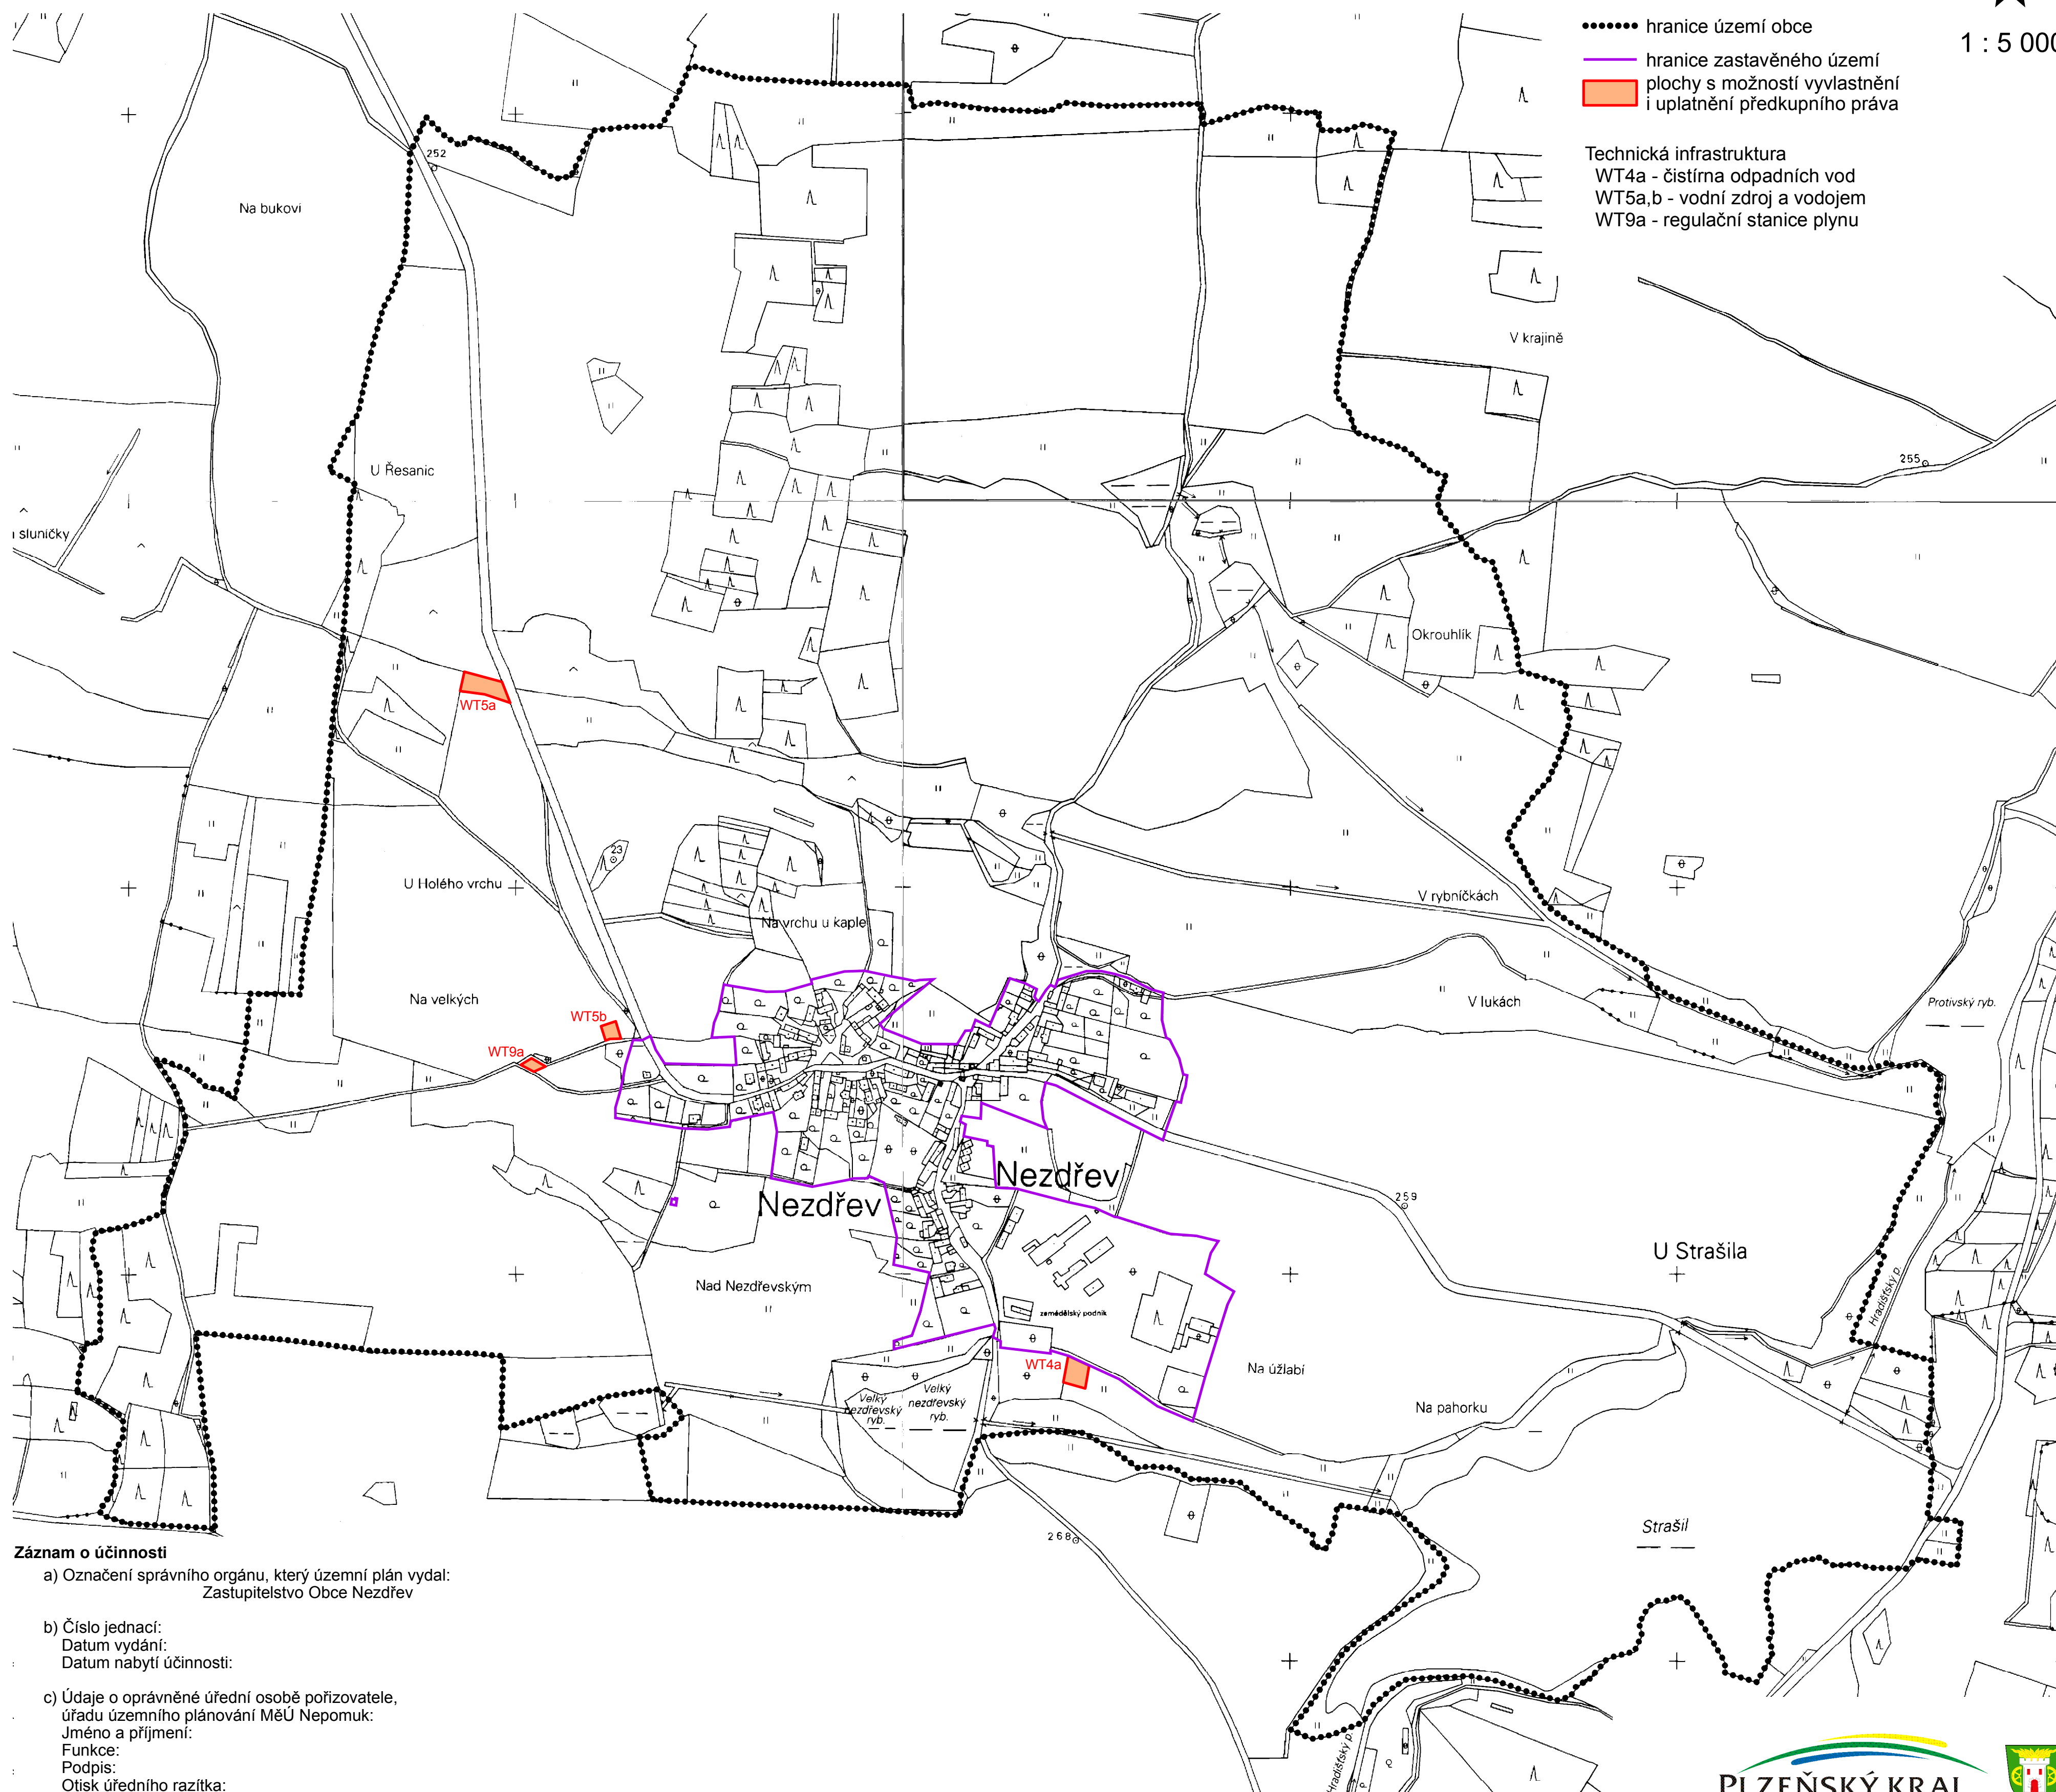 hranice území obce
1 : 5 000
hranice zastavěného území
plochy s možností vyvlastnění
i uplatnění předkupního práva
Technická infrastruktura
WT4a - čistírna odpadních vod
WT5a,b - vodní zdroj a vodojem
WT9a - regulační stanice plynu
252
Na bukovi
V krajině
U Řesanic
255
sluníčky
Okrouhlík
WT5a
23
U Holého vrchu
V rybníčkách
Na vrchu u kaple
Na velkých
V lukách
Protivský ryb.
WT5b
WT9a
Nezdřev
Nezdřev
259
U Strašila
Nad Nezdřevským
Hradišťský p.
zemědělský podnik
WT4a
Na úžlabí
Velký
nezdřevský
ryb.
Velký
nezdřevský
ryb.
Na pahorku
Strašil
268
Záznam o účinnosti
a) Označení správního orgánu, který územní plán vydal:
Zastupitelstvo Obce Nezdřev
b) Číslo jednací:
Datum vydání:
Datum nabytí účinnosti:
c) Údaje o oprávněné úřední osobě pořizovatele,
úřadu územního plánování MěÚ Nepomuk:
Jméno a příjmení:
Funkce:
Podpis:
Otisk úředního razítka:
Hradišťský p.
PLZEŇSKÝ KRAJ